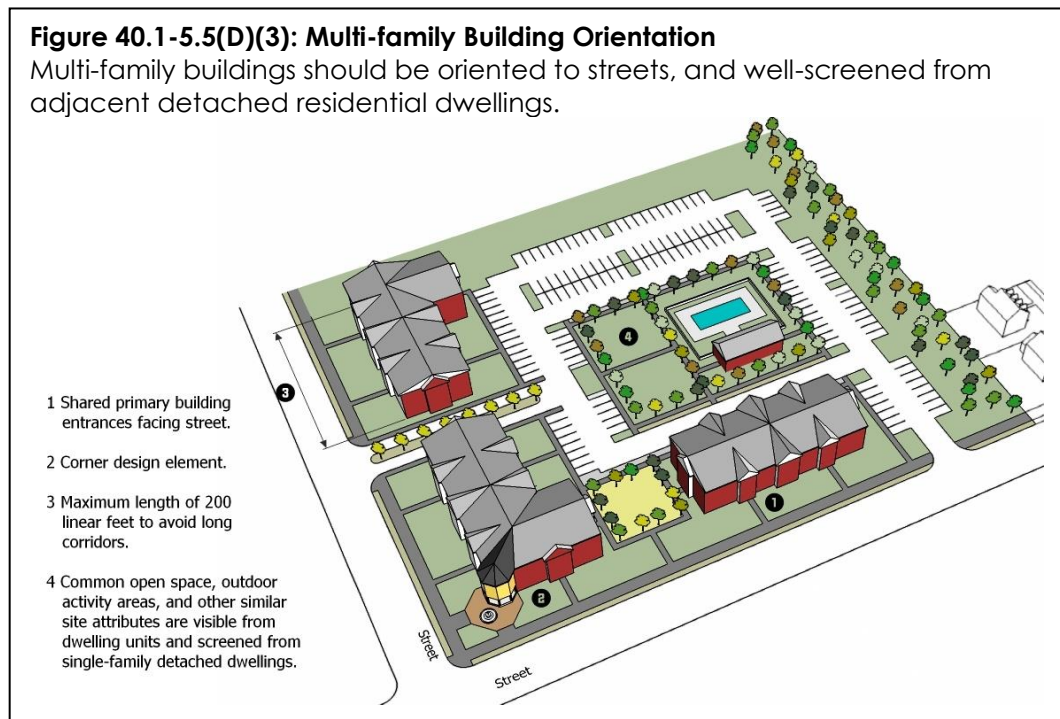 Figure 40.1-5.5(D)(3): Multi-family Building Orientation
Multi-family buildings should be oriented to streets, and well-screened from
adjacent detached residential dwellings.
1 Shared primary building
entrances facing street.
2 Corner design element.
3 Maximum length of 200
linear feet to avoid long
corridors.
4 Common open space, outdoor
activity areas, and other similar
site attributes are visible from
dwelling units and screened from
single-family detached dwellings.
3
4
1
2
Street
Street